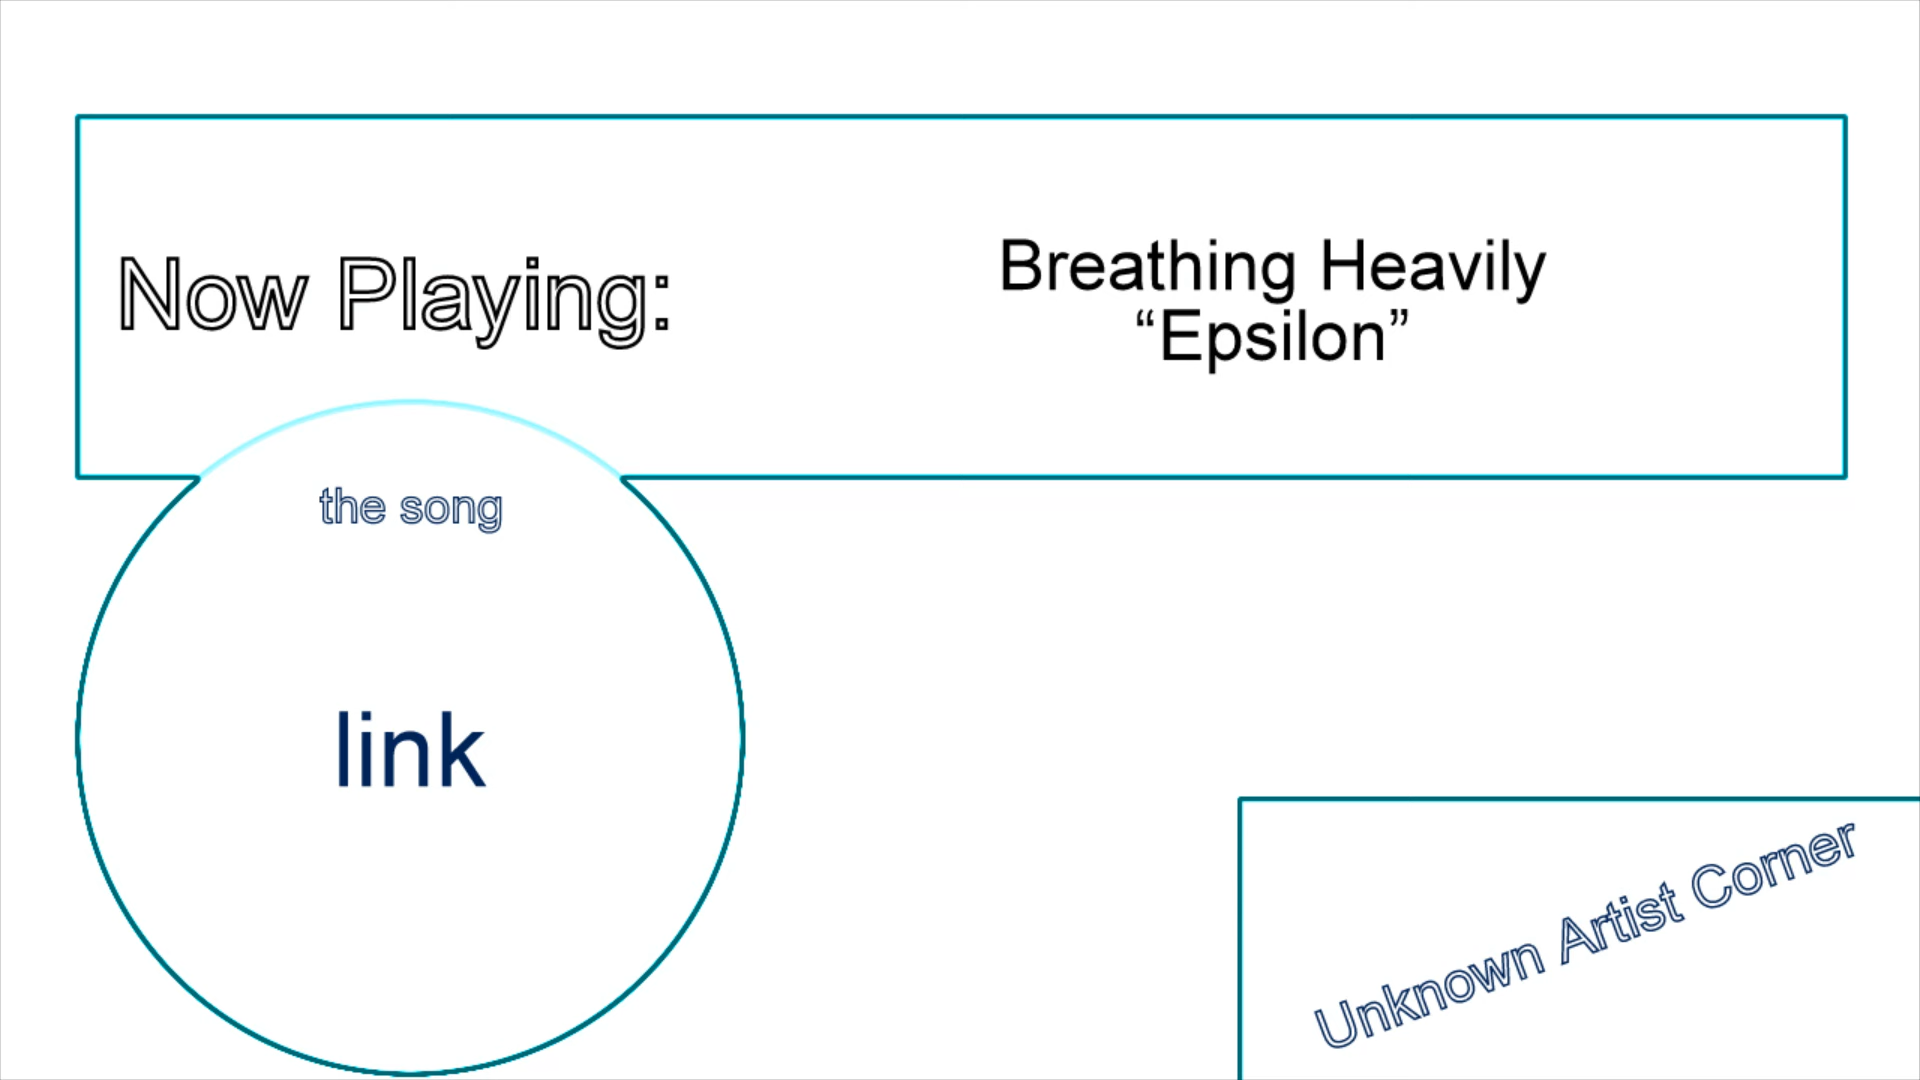 Now Playing:
Breathing Heavily
“Epsilon”
the song
link
Unknown Artist Corner